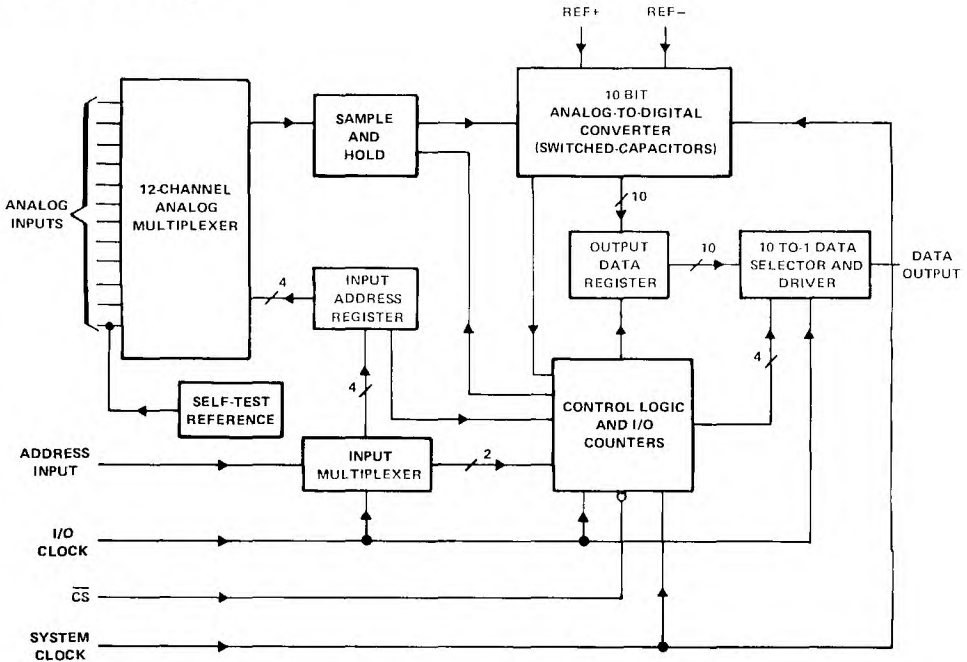 REF+ REF−
10 BIT
ANALOG-TO-DIGITAL
CONVERTER
(SWITCHED-CAPACITORS)
SAMPLE
AND
HOLD
12-CHANNEL
ANALOG
MULTIPLEXER
ANALOG
INPUTS
10
OUTPUT
DATA
REGISTER
10
10 TO-1 DATA
SELECTOR AND
DRIVER
DATA
OUTPUT
4
INPUT
ADDRESS
REGISTER
4
4
SELF-TEST
REFERENCE
CONTROL LOGIC
AND I/O
COUNTERS
ADDRESS
INPUT
INPUT
MULTIPLEXER
2
I/O
CLOCK
CS
SYSTEM
CLOCK